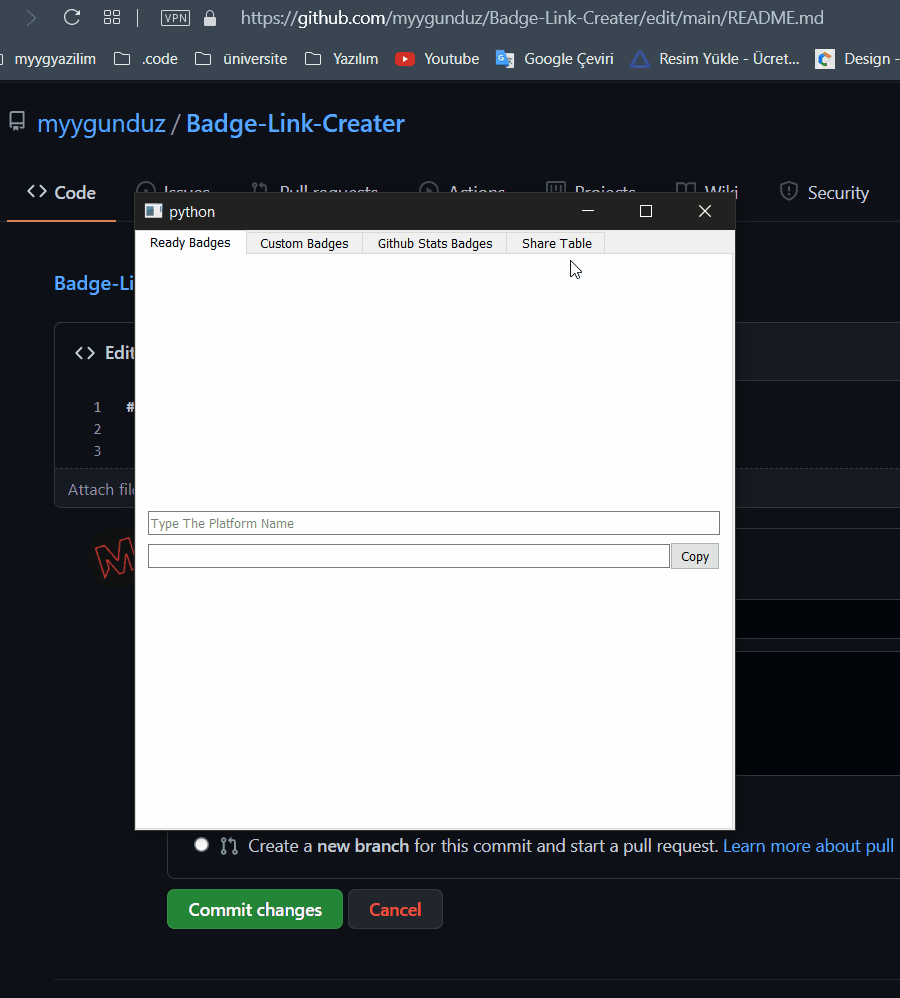 VPN https://github.com/myygunduz/Badge-Link-Creater/edit/main/README.md
myygyazilim .code üniversite Yazılım Youtube Google Çeviri Resim Yükle - Ücret... Design -
myygunduz / Badge-Link-Creater
<> Code Issues Pull requests Actions Projects Wiki Security
python
Ready Badges Custom Badges Github Stats Badges Share Table
Badge-Li
<> Edit
1 #
2
3
Type The Platform Name
Attach file
Copy
M
Create a new branch for this commit and start a pull request. Learn more about pull
Commit changes Cancel